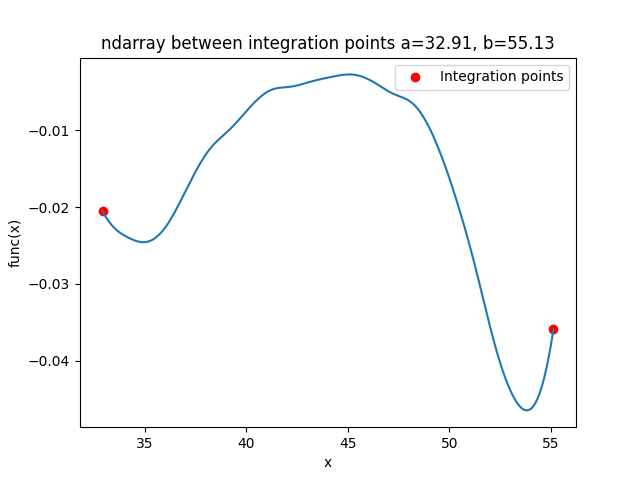 ndarray between integration points a=32.91, b=55.13
Integration points
−0.01
−0.02
−0.03
−0.04
func(x)
35
40
45
50
55
x